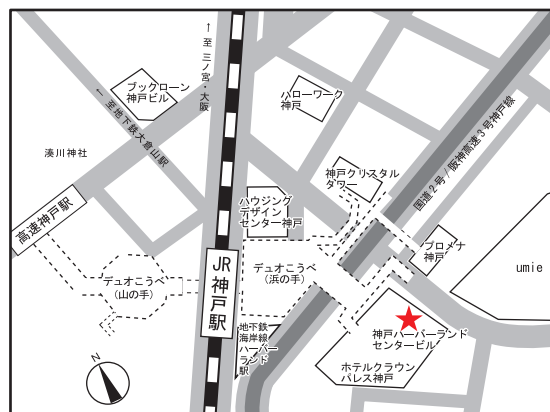 ↑至 三ノ宮・大阪
ブックローン
神戸ビル
↑至地下鉄大倉山駅
湊川神社
高速神戸駅
ハローワーク
神戸
神戸クリスタル
タワー
国道2号/阪神高速3号神戸線
ハウジング
デザイン
センター神戸
プロメナ
神戸
umie
デュオこうべ
(山の手)
JR
神戸駅
デュオこうべ
(浜の手)
地下鉄
海岸線
ハーバー
ランド
駅
神戸ハーバーランド
センタービル
ホテルクラウン
パレス神戸
N